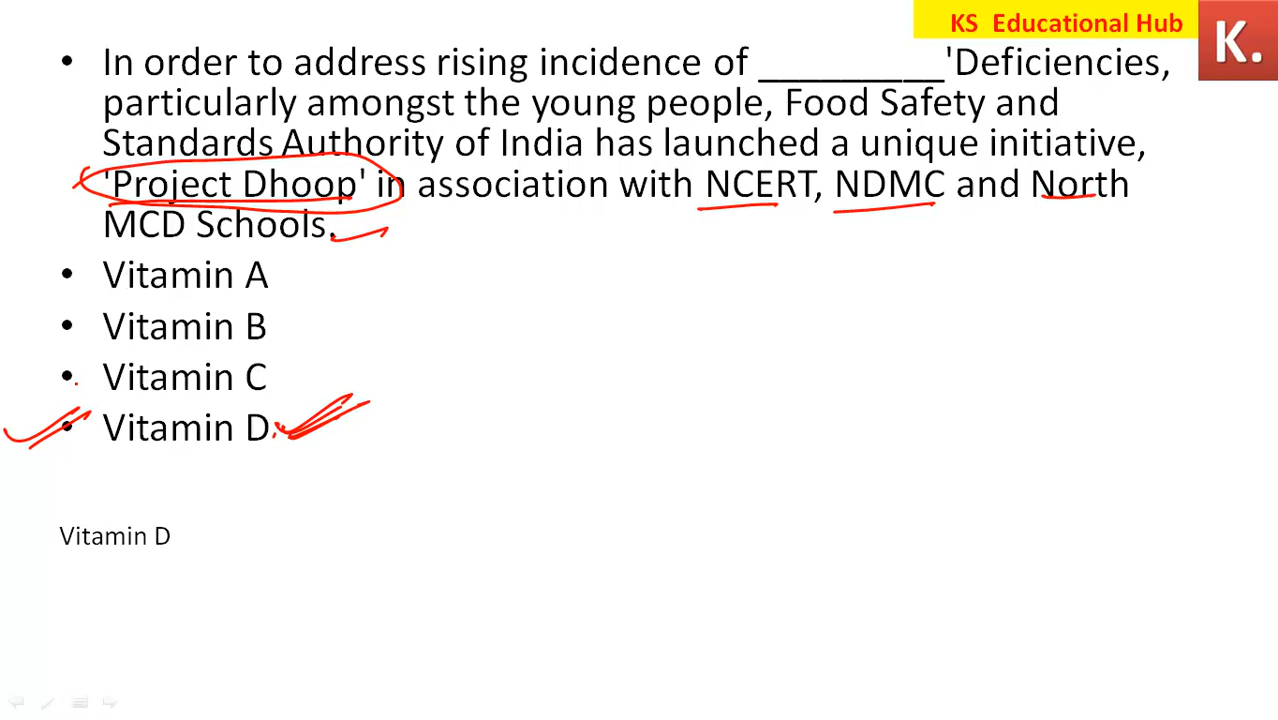 KS Educational Hub
K.
• In order to address rising incidence of _________'Deficiencies,
particularly amongst the young people, Food Safety and
Standards Authority of India has launched a unique initiative,
'Project Dhoop' in association with NCERT, NDMC and North
MCD Schools.
• Vitamin A
• Vitamin B
• Vitamin C
• Vitamin D
Vitamin D